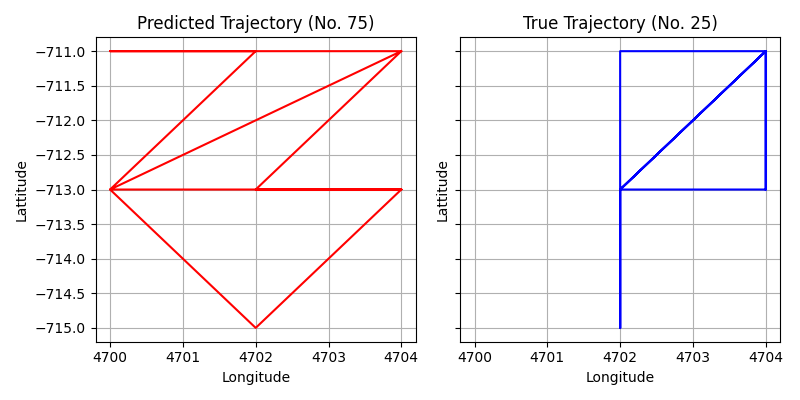 Predicted Trajectory (No. 75)
Lattitude
−711.0
−711.5
−712.0
−712.5
−713.0
−713.5
−714.0
−714.5
−715.0
4700 4701 4702 4703 4704
Longitude
True Trajectory (No. 25)
Lattitude
4700 4701 4702 4703 4704
Longitude